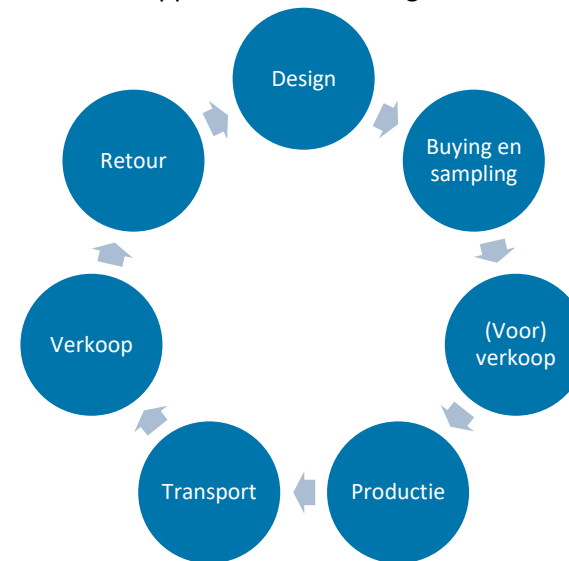 Design
Buying en
sampling
(Voor)
verkoop
Productie
Transport
Verkoop
Retour